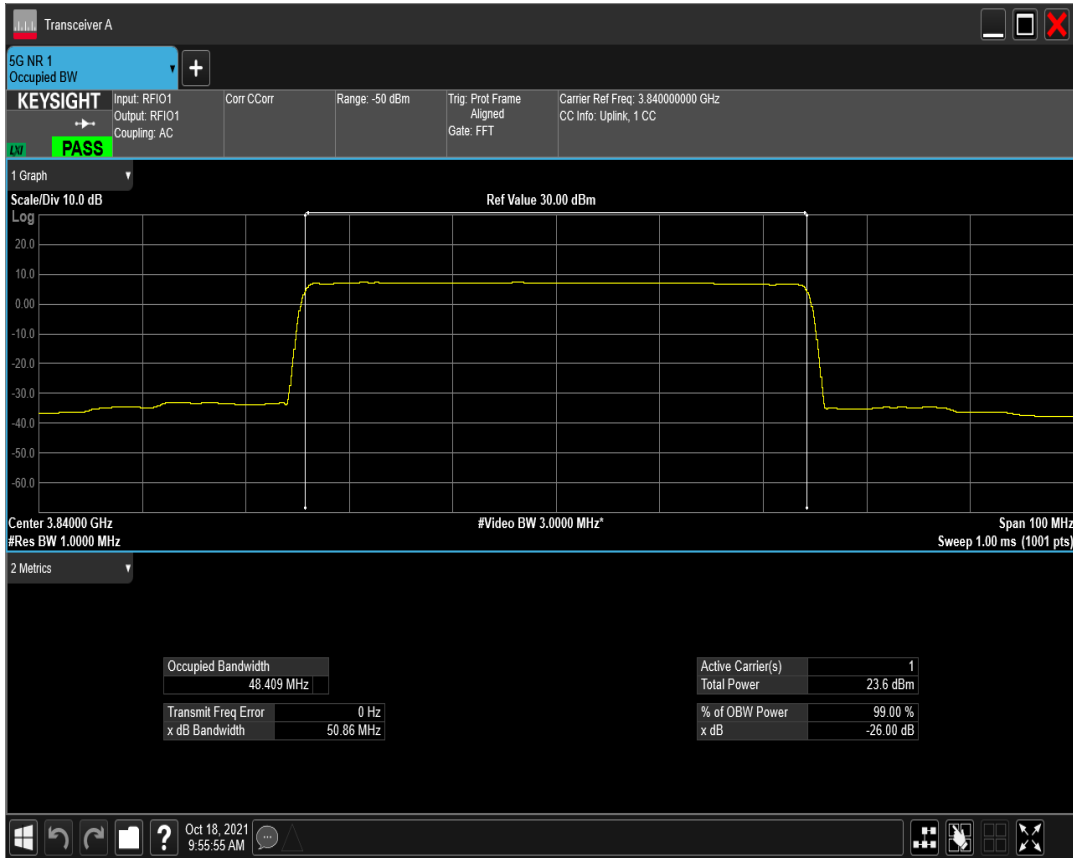 Transceiver A
5G NR 1
Occupied BW
KEYSIGHT
LXI
PASS
Input: RFIO1
Output: RFIO1
Coupling: AC
Corr CCorr
Range: -50 dBm
Trig: Prot Frame
Aligned
Gate: FFT
Carrier Ref Freq: 3.840000000 GHz
CC Info: Uplink, 1 CC
1 Graph
Scale/Div 10.0 dB
Ref Value 30.00 dBm
Log
20.0
10.0
0.00
-10.0
-20.0
-30.0
-40.0
-50.0
-60.0
Center 3.84000 GHz
#Video BW 3.0000 MHz*
Span 100 MHz
#Res BW 1.0000 MHz
Sweep 1.00 ms (1001 pts)
2 Metrics
Occupied Bandwidth
48.409 MHz
Transmit Freq Error 0 Hz
x dB Bandwidth 50.86 MHz
Active Carrier(s) 1
Total Power 23.6 dBm
% of OBW Power 99.00 %
x dB -26.00 dB
?
Oct 18, 2021
9:55:55 AM